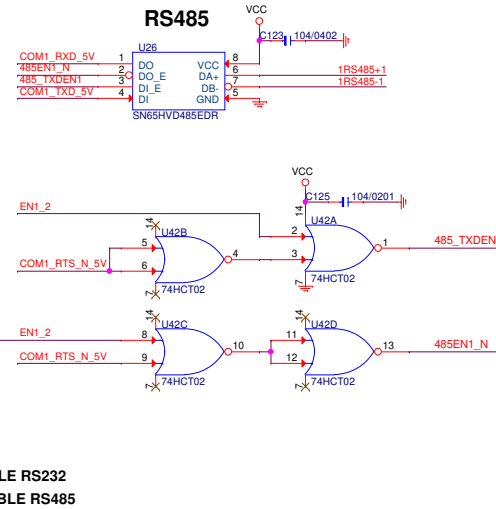 RS485
VCC
C123
104/0402
U26
COM1_RXD_5V
1
DO
VCC
8
485EN1_N
2
DO_E
DA+
6
1RS485+1
485_TXDEN1
3
DI_E
DB-
7
1RS485-1
COM1_TXD_5V
4
DI
GND
5
SN65HVD485EDR
VCC
C125
104/0201
14
EN1_2
U42A
2
3
1
485_TXDEN
7
74HCT02
14
U42B
5
6
4
COM1_RTS_N_5V
7
74HCT02
14
U42C
EN1_2
8
10
COM1_RTS_N_5V
9
7
74HCT02
14
U42D
11
12
13
485EN1_N
7
74HCT02
LE RS232
BLE RS485